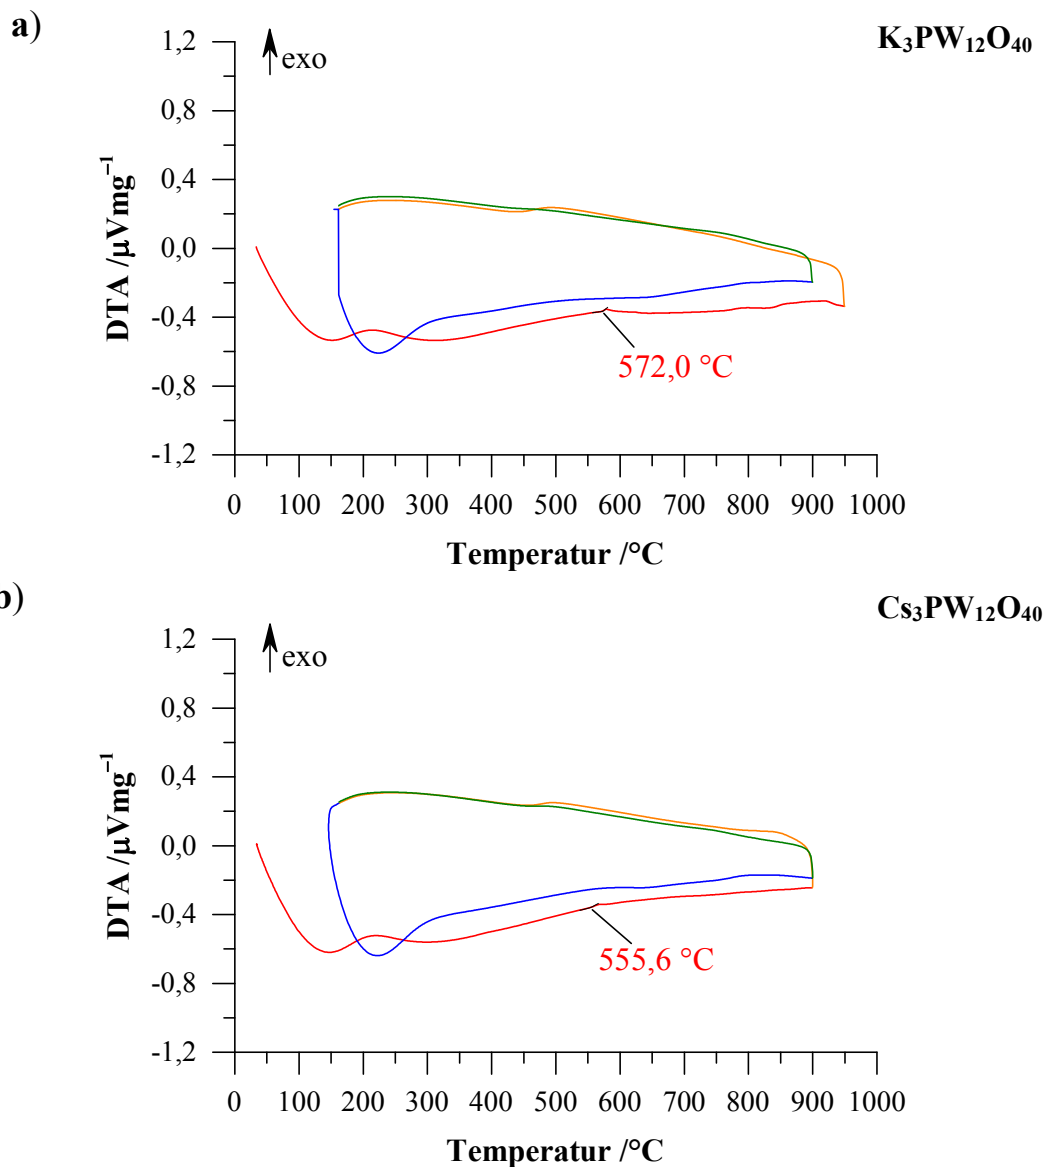 a)
K₃PW₁₂O₄₀
exo
1,2
0,8
0,4
0,0
-0,4
-0,8
-1,2
DTA /µVmg⁻¹
572,0 °C
0 100 200 300 400 500 600 700 800 900 1000
Temperatur /°C
b)
Cs₃PW₁₂O₄₀
exo
1,2
0,8
0,4
0,0
-0,4
-0,8
-1,2
DTA /µVmg⁻¹
555,6 °C
0 100 200 300 400 500 600 700 800 900 1000
Temperatur /°C